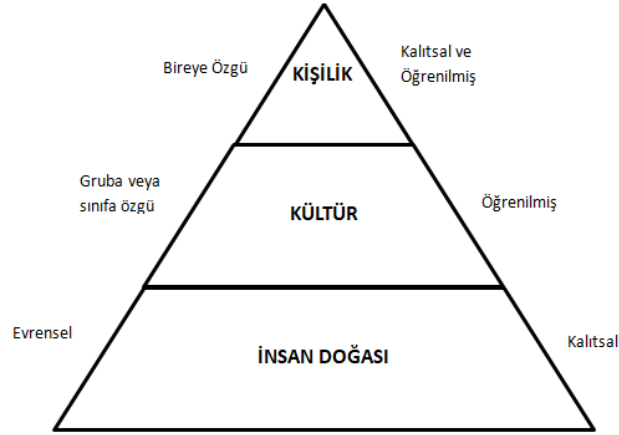 Bireye Özgü
KİŞİLİK
Kalıtsal ve
Öğrenilmiş
Gruba veya
sınıfa özgü
KÜLTÜR
Öğrenilmiş
Evrensel
İNSAN DOĞASI
Kalıtsal